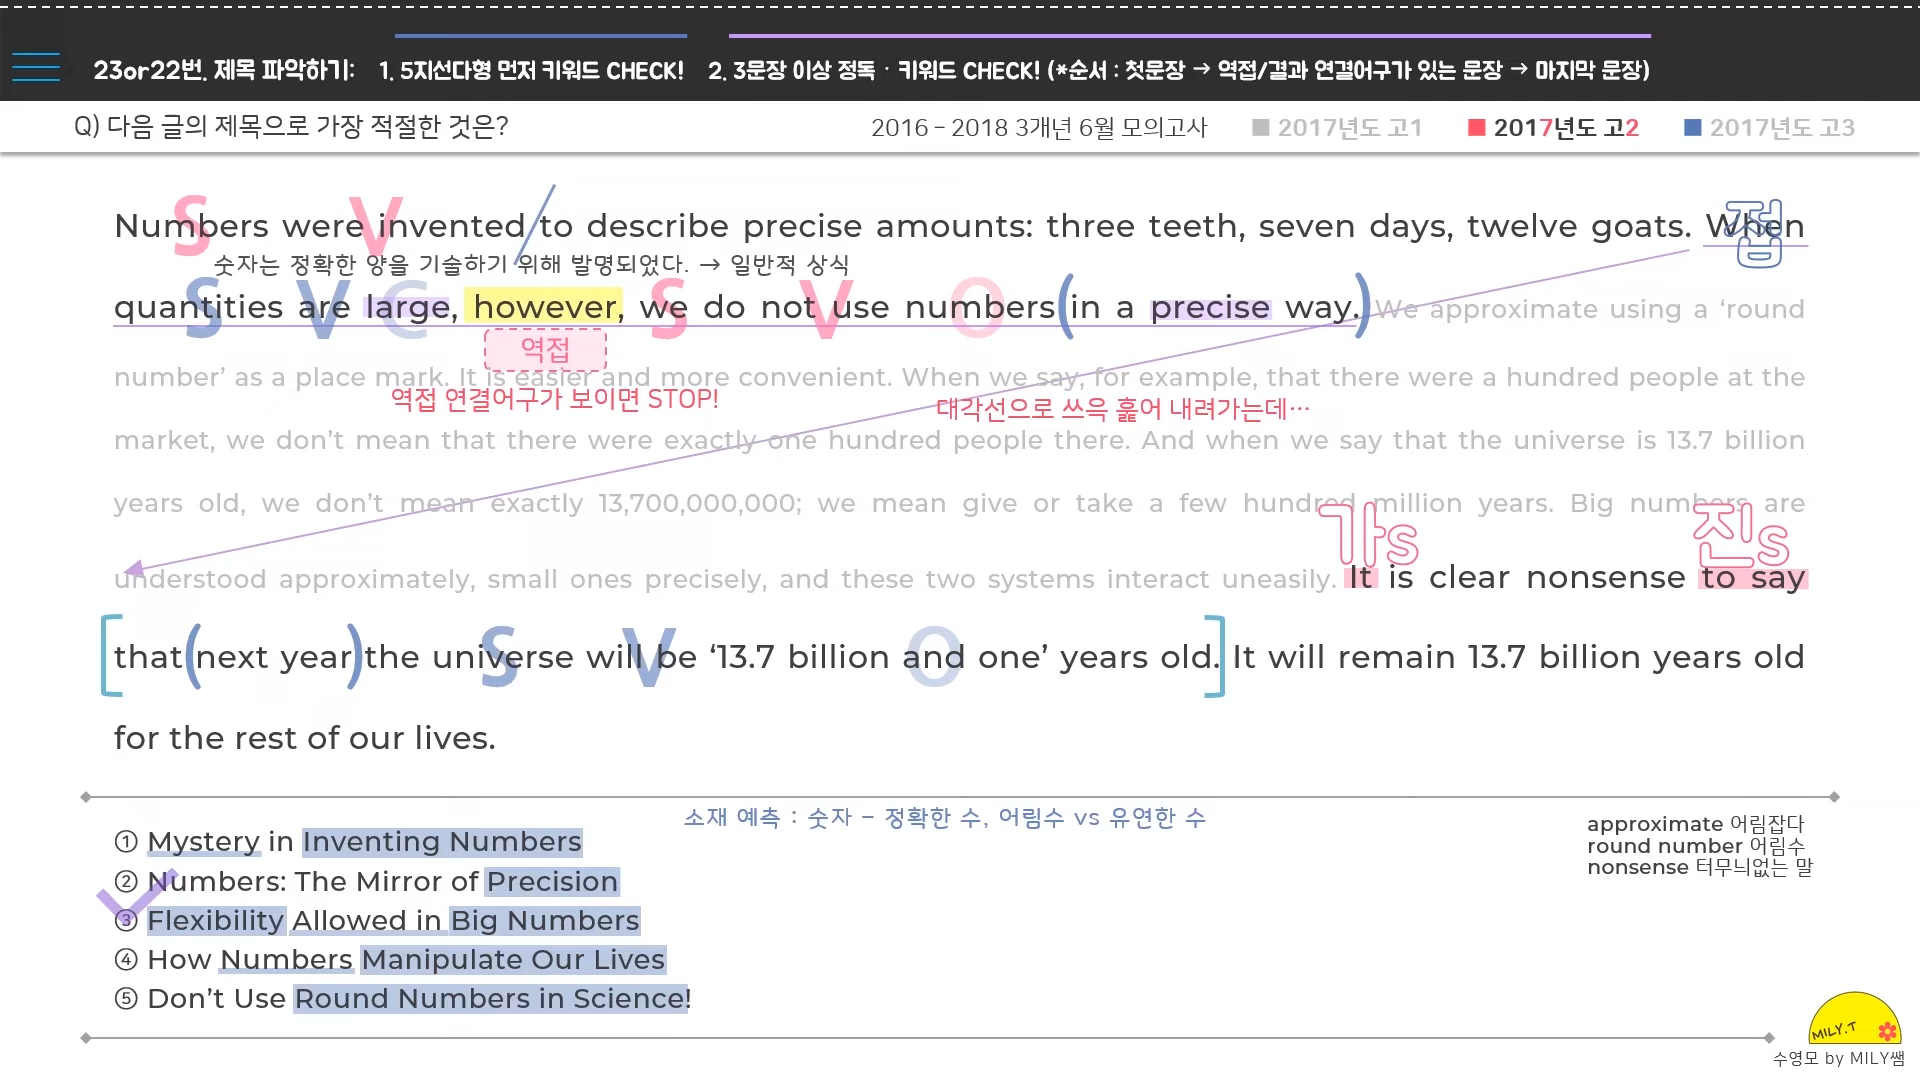 23or22번. 제목 파악하기: 1. 5지선다형 먼저 키워드 CHECK! 2. 3문장 이상 정독 · 키워드 CHECK! (*순서 : 첫문장 → 역접/결과 연결어구가 있는 문장 → 마지막 문장)
Q) 다음 글의 제목으로 가장 적절한 것은? 2016 - 2018 3개년 6월 모의고사 2017년도 고1 2017년도 고2 2017년도 고3
S V 접
Numbers were invented / to describe precise amounts: three teeth, seven days, twelve goats. When
숫자는 정확한 양을 기술하기 위해 발명되었다. → 일반적 상식
S V C S V O
quantities are large, however, we do not use numbers (in a precise way.) We approximate using a ‘round
역접
number’ as a place mark. It is easier and more convenient. When we say, for example, that there were a hundred people at the
역접 연결어구가 보이면 STOP! 대각선으로 쓰윽 훑어 내려가는데…
market, we don’t mean that there were exactly one hundred people there. And when we say that the universe is 13.7 billion
years old, we don’t mean exactly 13,700,000,000; we mean give or take a few hundred million years. Big numbers are
가s 진s
understood approximately, small ones precisely, and these two systems interact uneasily. It is clear nonsense to say
S V O
[that (next year) the universe will be ‘13.7 billion and one’ years old.] It will remain 13.7 billion years old
for the rest of our lives.
소재 예측 : 숫자 – 정확한 수, 어림수 vs 유연한 수
① Mystery in Inventing Numbers
② Numbers: The Mirror of Precision
③ Flexibility Allowed in Big Numbers
④ How Numbers Manipulate Our Lives
⑤ Don’t Use Round Numbers in Science!
approximate 어림잡다
round number 어림수
nonsense 터무늬없는 말
MILY.T
수영모 by MILY쌤